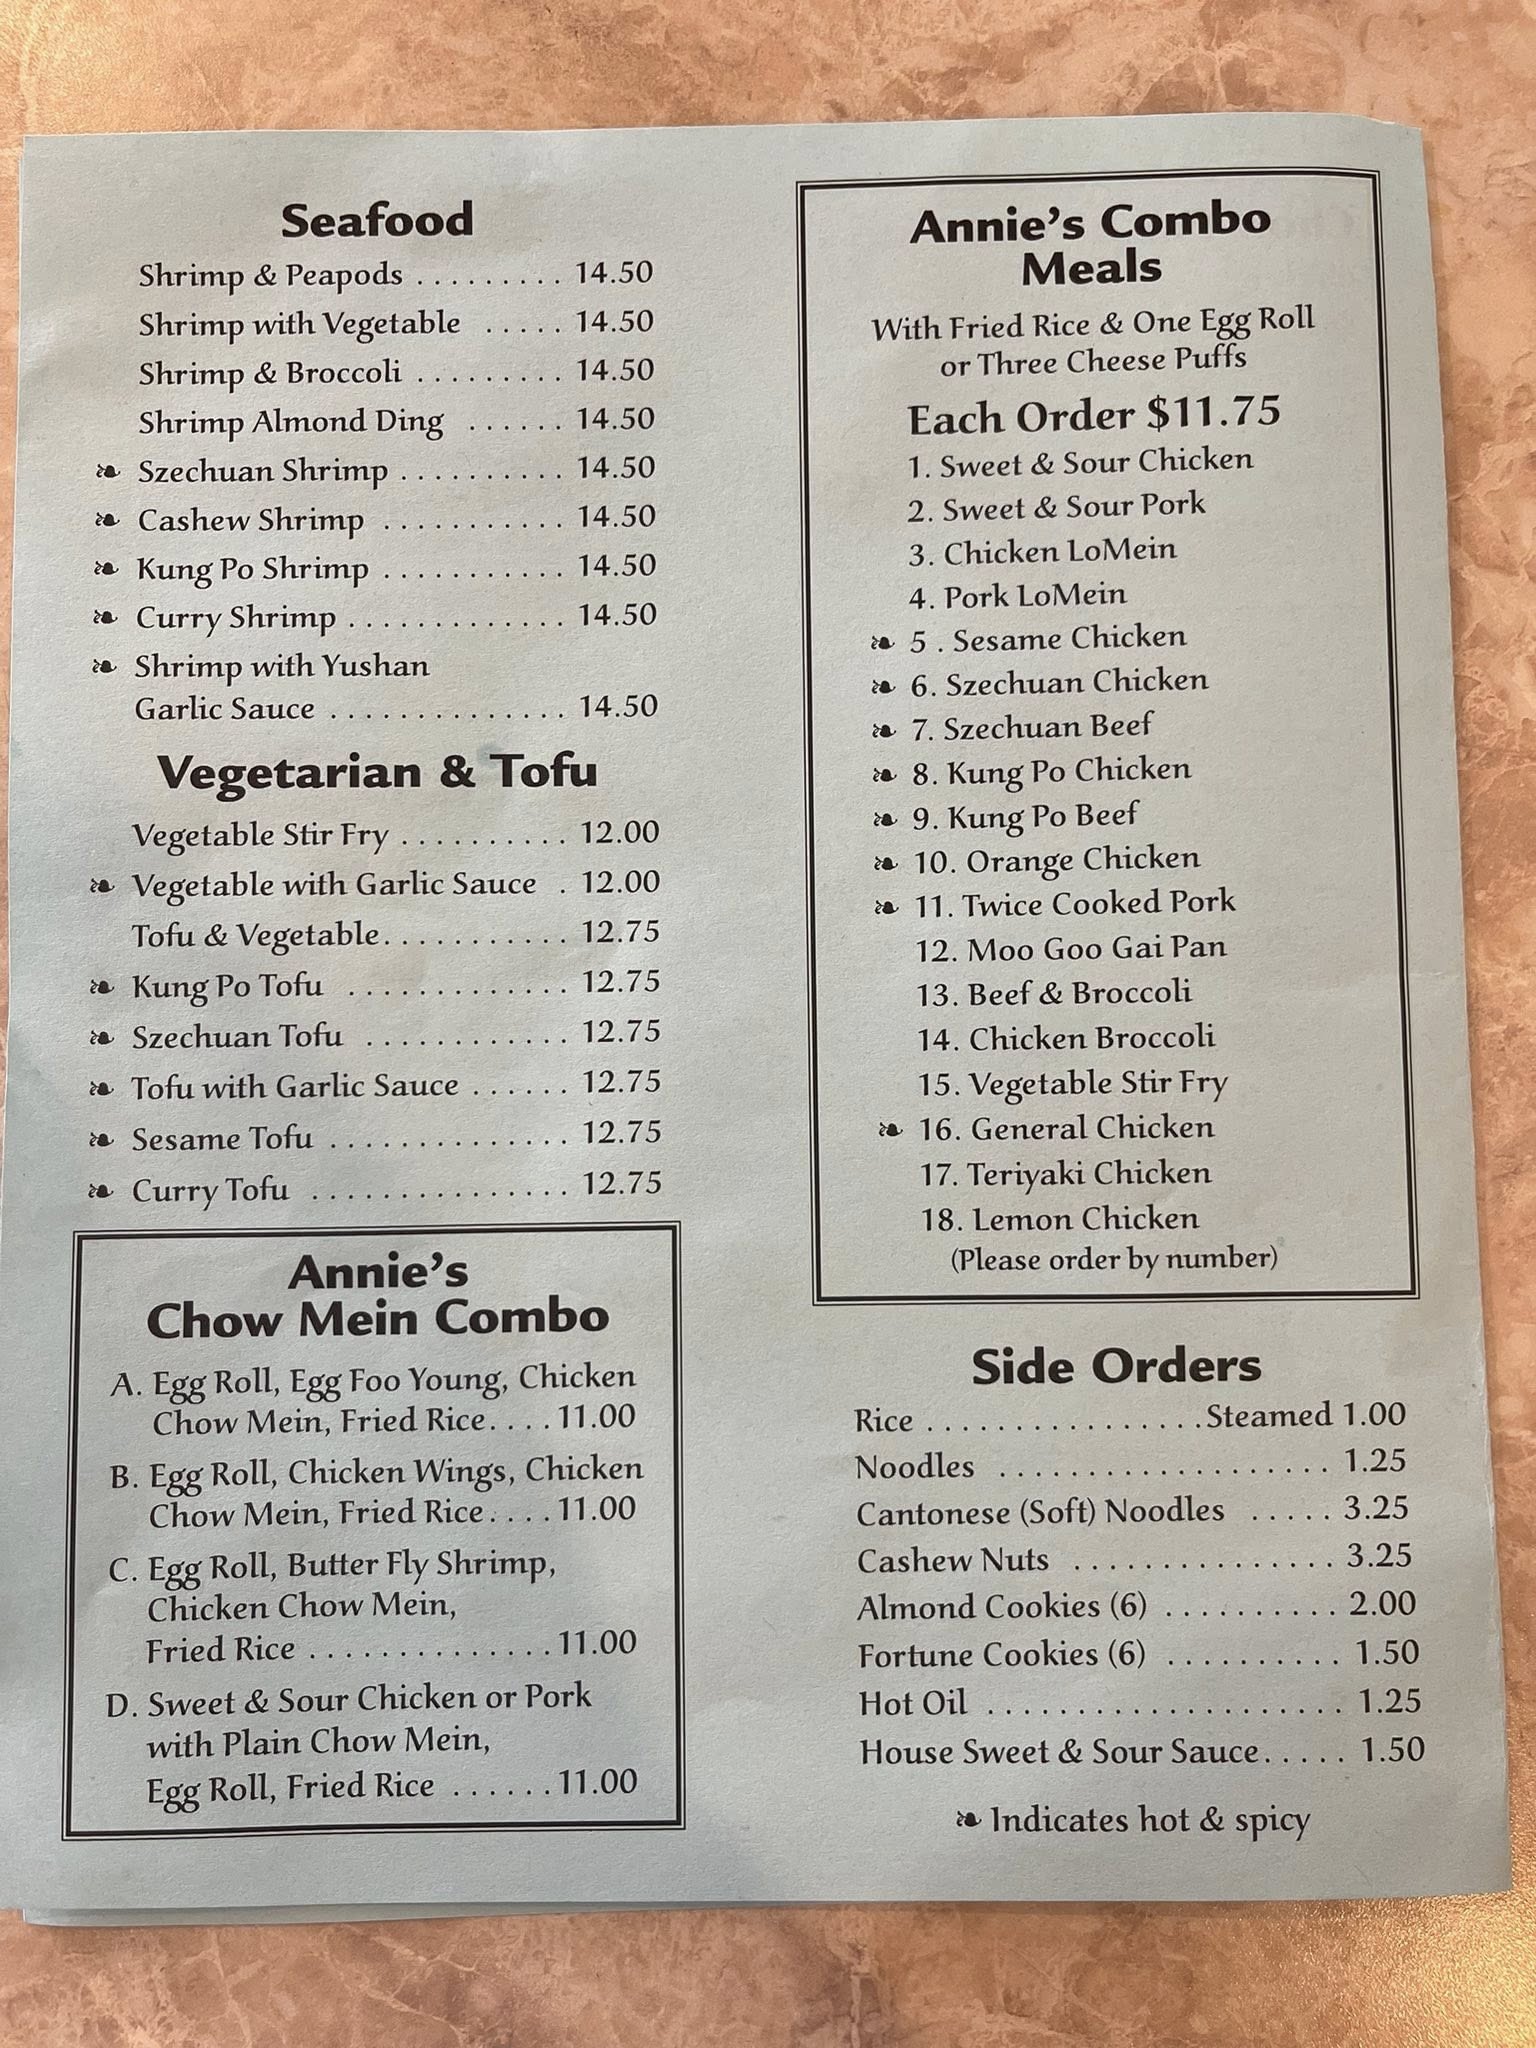 Seafood
Shrimp & Peapods . . . . . . . . . 14.50
Shrimp with Vegetable . . . . . 14.50
Shrimp & Broccoli . . . . . . . . . 14.50
Shrimp Almond Ding . . . . . . 14.50
❧ Szechuan Shrimp . . . . . . . . . . 14.50
❧ Cashew Shrimp . . . . . . . . . . . 14.50
❧ Kung Po Shrimp . . . . . . . . . . . 14.50
❧ Curry Shrimp . . . . . . . . . . . . . 14.50
❧ Shrimp with Yushan
Garlic Sauce . . . . . . . . . . . . . . 14.50
Vegetarian & Tofu
Vegetable Stir Fry . . . . . . . . . . 12.00
❧ Vegetable with Garlic Sauce . 12.00
Tofu & Vegetable. . . . . . . . . . . 12.75
❧ Kung Po Tofu . . . . . . . . . . . . . 12.75
❧ Szechuan Tofu . . . . . . . . . . . . 12.75
❧ Tofu with Garlic Sauce . . . . . . 12.75
❧ Sesame Tofu . . . . . . . . . . . . . . 12.75
❧ Curry Tofu . . . . . . . . . . . . . . . 12.75
Annie's
Chow Mein Combo
A. Egg Roll, Egg Foo Young, Chicken
Chow Mein, Fried Rice. . . . 11.00
B. Egg Roll, Chicken Wings, Chicken
Chow Mein, Fried Rice. . . . 11.00
C. Egg Roll, Butter Fly Shrimp,
Chicken Chow Mein,
Fried Rice . . . . . . . . . . . . . . 11.00
D. Sweet & Sour Chicken or Pork
with Plain Chow Mein,
Egg Roll, Fried Rice . . . . . . 11.00
Annie's Combo
Meals
With Fried Rice & One Egg Roll
or Three Cheese Puffs
Each Order $11.75
1. Sweet & Sour Chicken
2. Sweet & Sour Pork
3. Chicken LoMein
4. Pork LoMein
❧ 5 . Sesame Chicken
❧ 6. Szechuan Chicken
❧ 7. Szechuan Beef
❧ 8. Kung Po Chicken
❧ 9. Kung Po Beef
❧ 10. Orange Chicken
❧ 11. Twice Cooked Pork
12. Moo Goo Gai Pan
13. Beef & Broccoli
14. Chicken Broccoli
15. Vegetable Stir Fry
❧ 16. General Chicken
17. Teriyaki Chicken
18. Lemon Chicken
(Please order by number)
Side Orders
Rice . . . . . . . . . . . . . . . . Steamed 1.00
Noodles . . . . . . . . . . . . . . . . . . . 1.25
Cantonese (Soft) Noodles . . . . . 3.25
Cashew Nuts . . . . . . . . . . . . . . . 3.25
Almond Cookies (6) . . . . . . . . . . 2.00
Fortune Cookies (6) . . . . . . . . . . 1.50
Hot Oil . . . . . . . . . . . . . . . . . . . . 1.25
House Sweet & Sour Sauce. . . . . 1.50
❧ Indicates hot & spicy